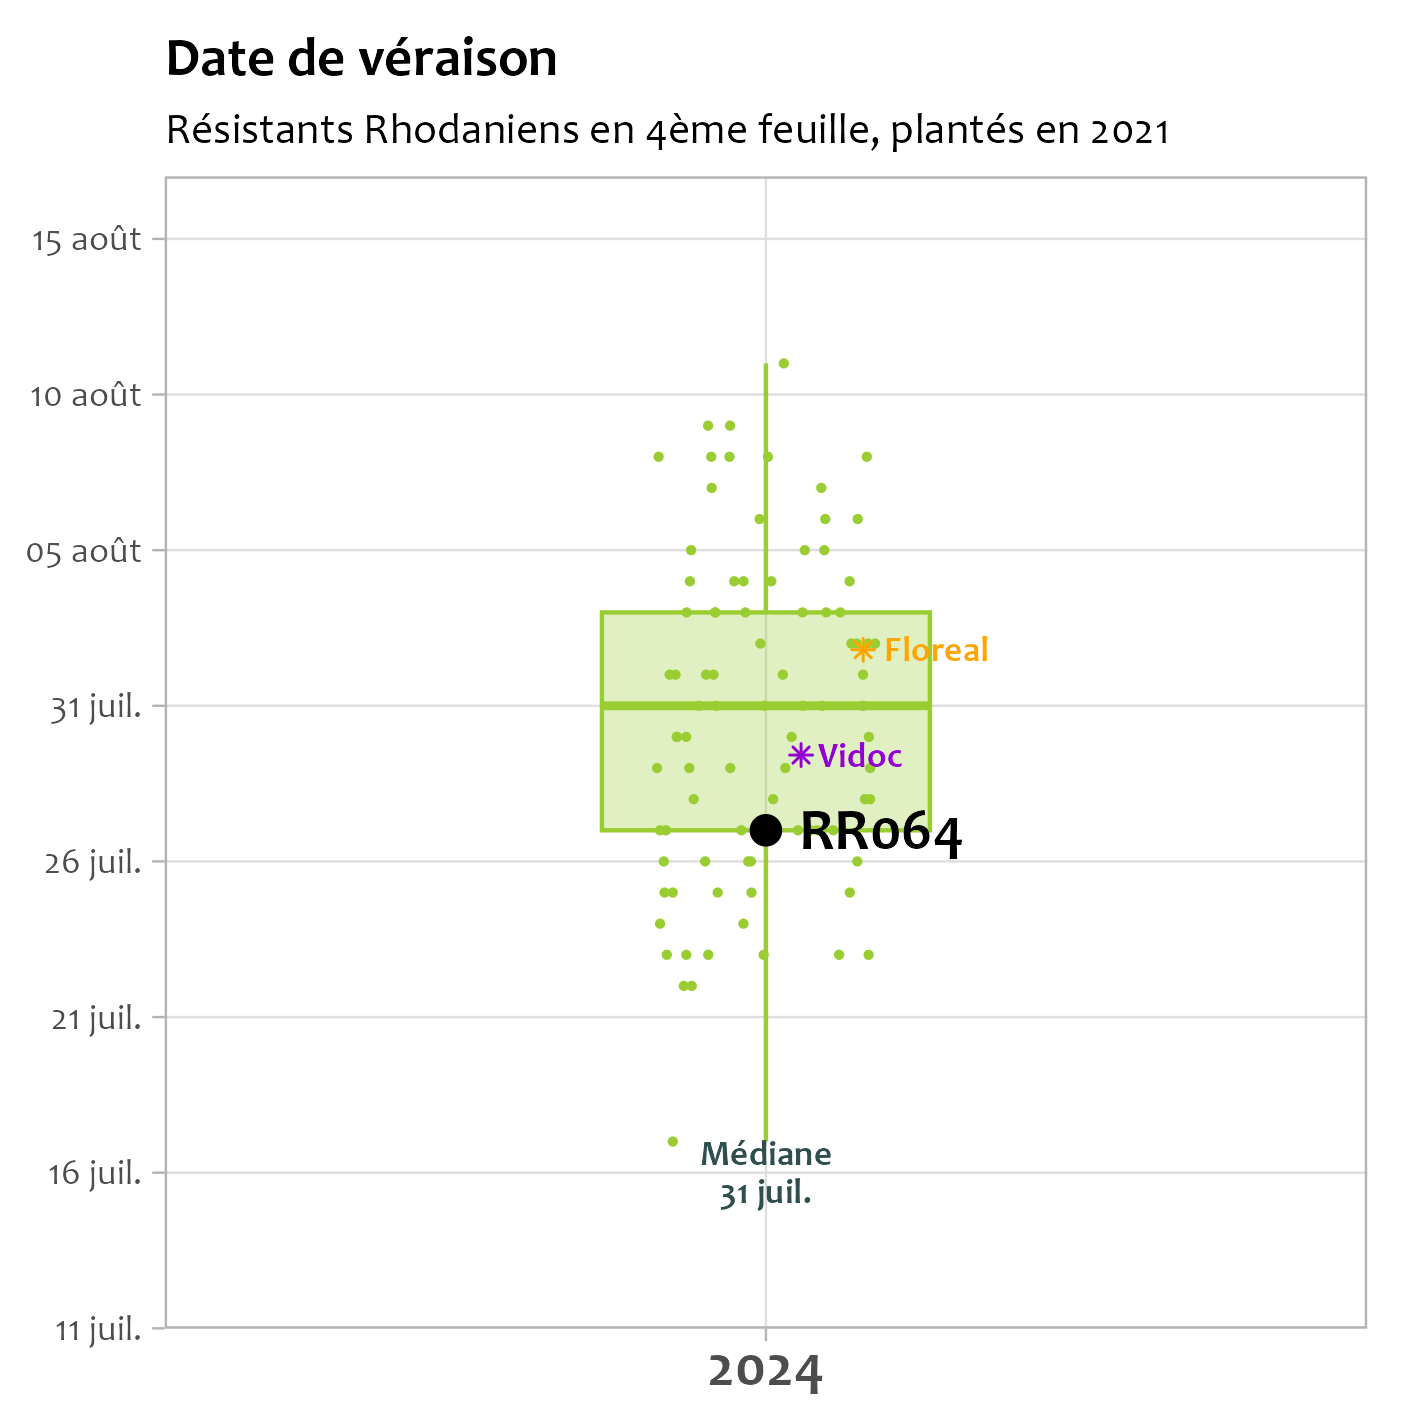 Date de véraison
Résistants Rhodaniens en 4ème feuille, plantés en 2021
15 août
10 août
05 août
31 juil.
26 juil.
21 juil.
16 juil.
11 juil.
Floreal
Vidoc
RR064
Médiane
31 juil.
2024